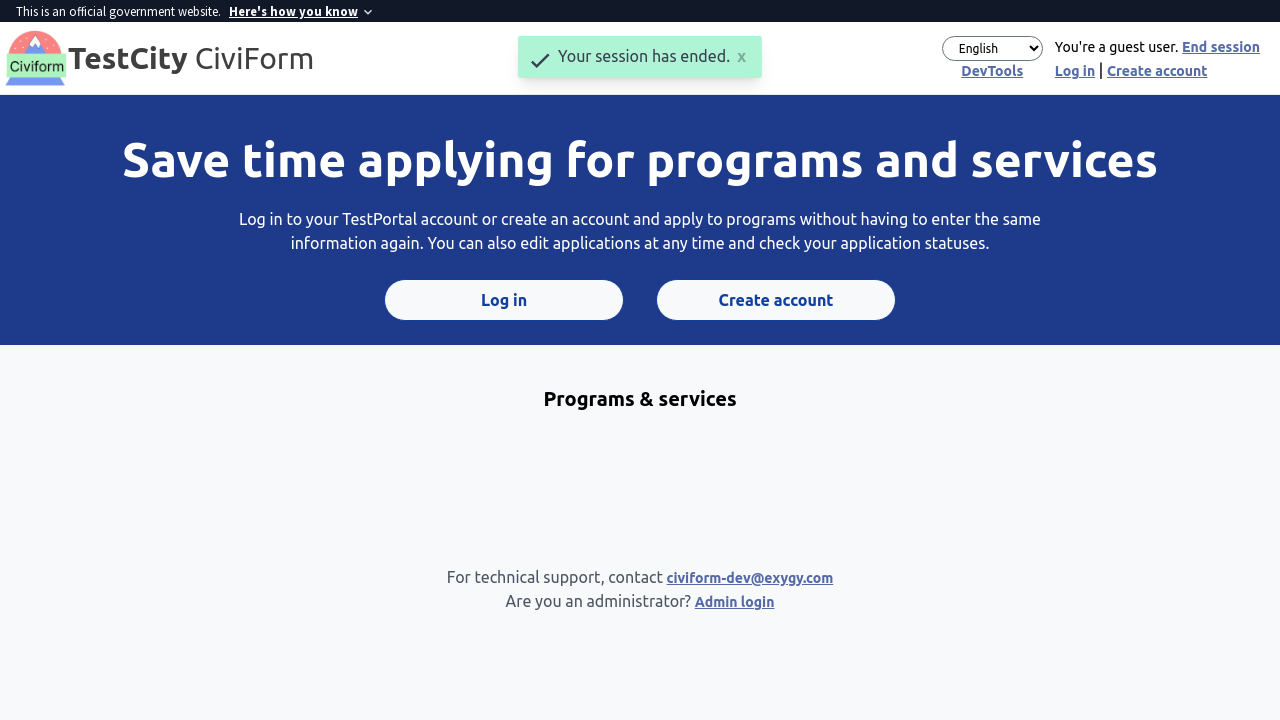 This is an official government website. Here's how you know
Civiform
TestCity CiviForm
Your session has ended. x
English
You're a guest user. End session
DevTools
Log in | Create account
Save time applying for programs and services
Log in to your TestPortal account or create an account and apply to programs without having to enter the same
information again. You can also edit applications at any time and check your application statuses.
Log in
Create account
Programs & services
For technical support, contact civiform-dev@exygy.com
Are you an administrator? Admin login